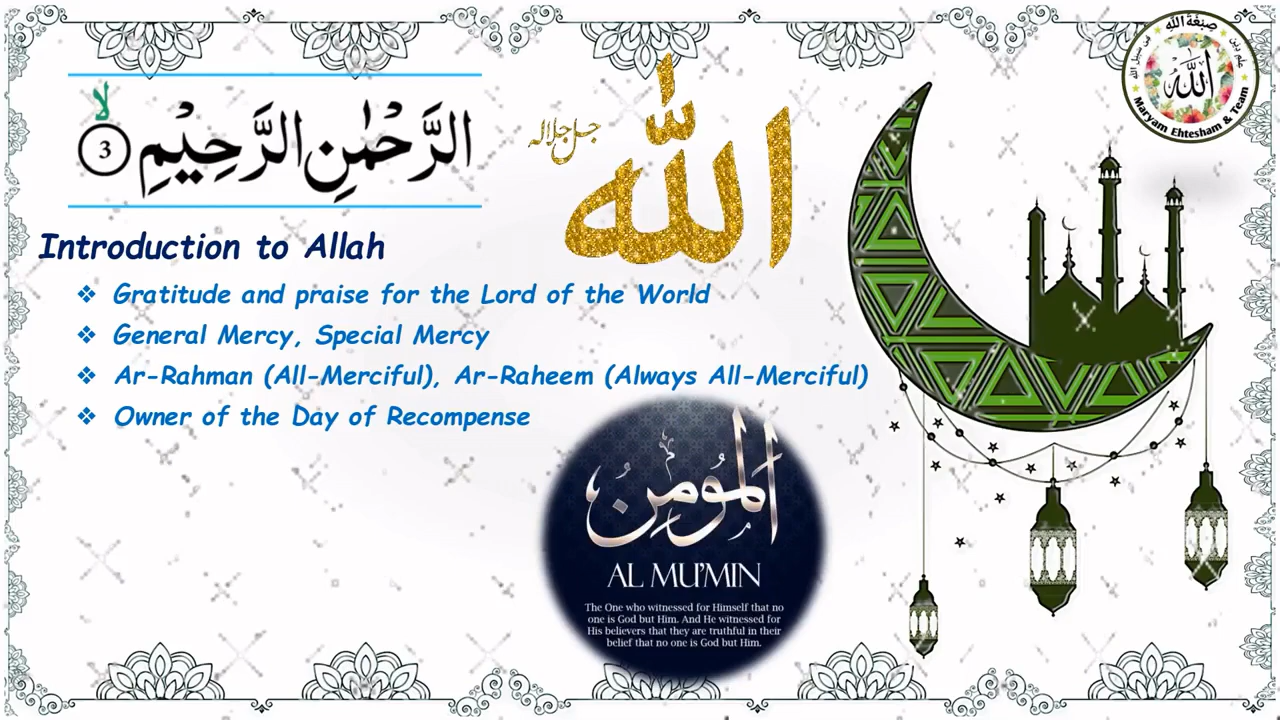 الرَّحْمٰنِ الرَّحِيْمِ ۙ 3
الله
جل جلاله
Introduction to Allah
❖ Gratitude and praise for the Lord of the World
❖ General Mercy, Special Mercy
❖ Ar-Rahman (All-Merciful), Ar-Raheem (Always All-Merciful)
❖ Owner of the Day of Recompense
المؤمن
AL MU'MIN
The One who witnessed for Himself that no
one is God but Him. And He witnessed for
His believers that they are truthful in their
belief that no one is God but Him.
صِبْغَةَ اللّٰهِ
الله
Maryam Ehtesham & Team